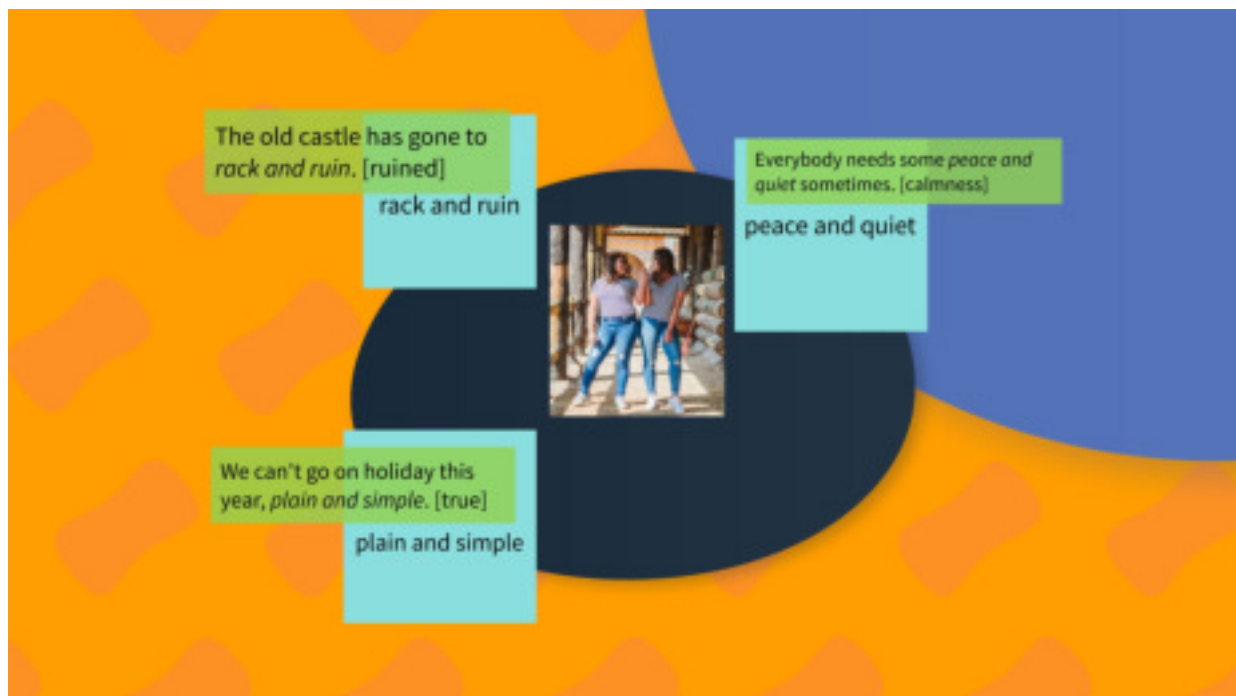 The old castle has gone to
rack and ruin. [ruined]
rack and ruin
Everybody needs some peace and
quiet sometimes. [calmness]
peace and quiet
We can't go on holiday this
year, plain and simple. [true]
plain and simple